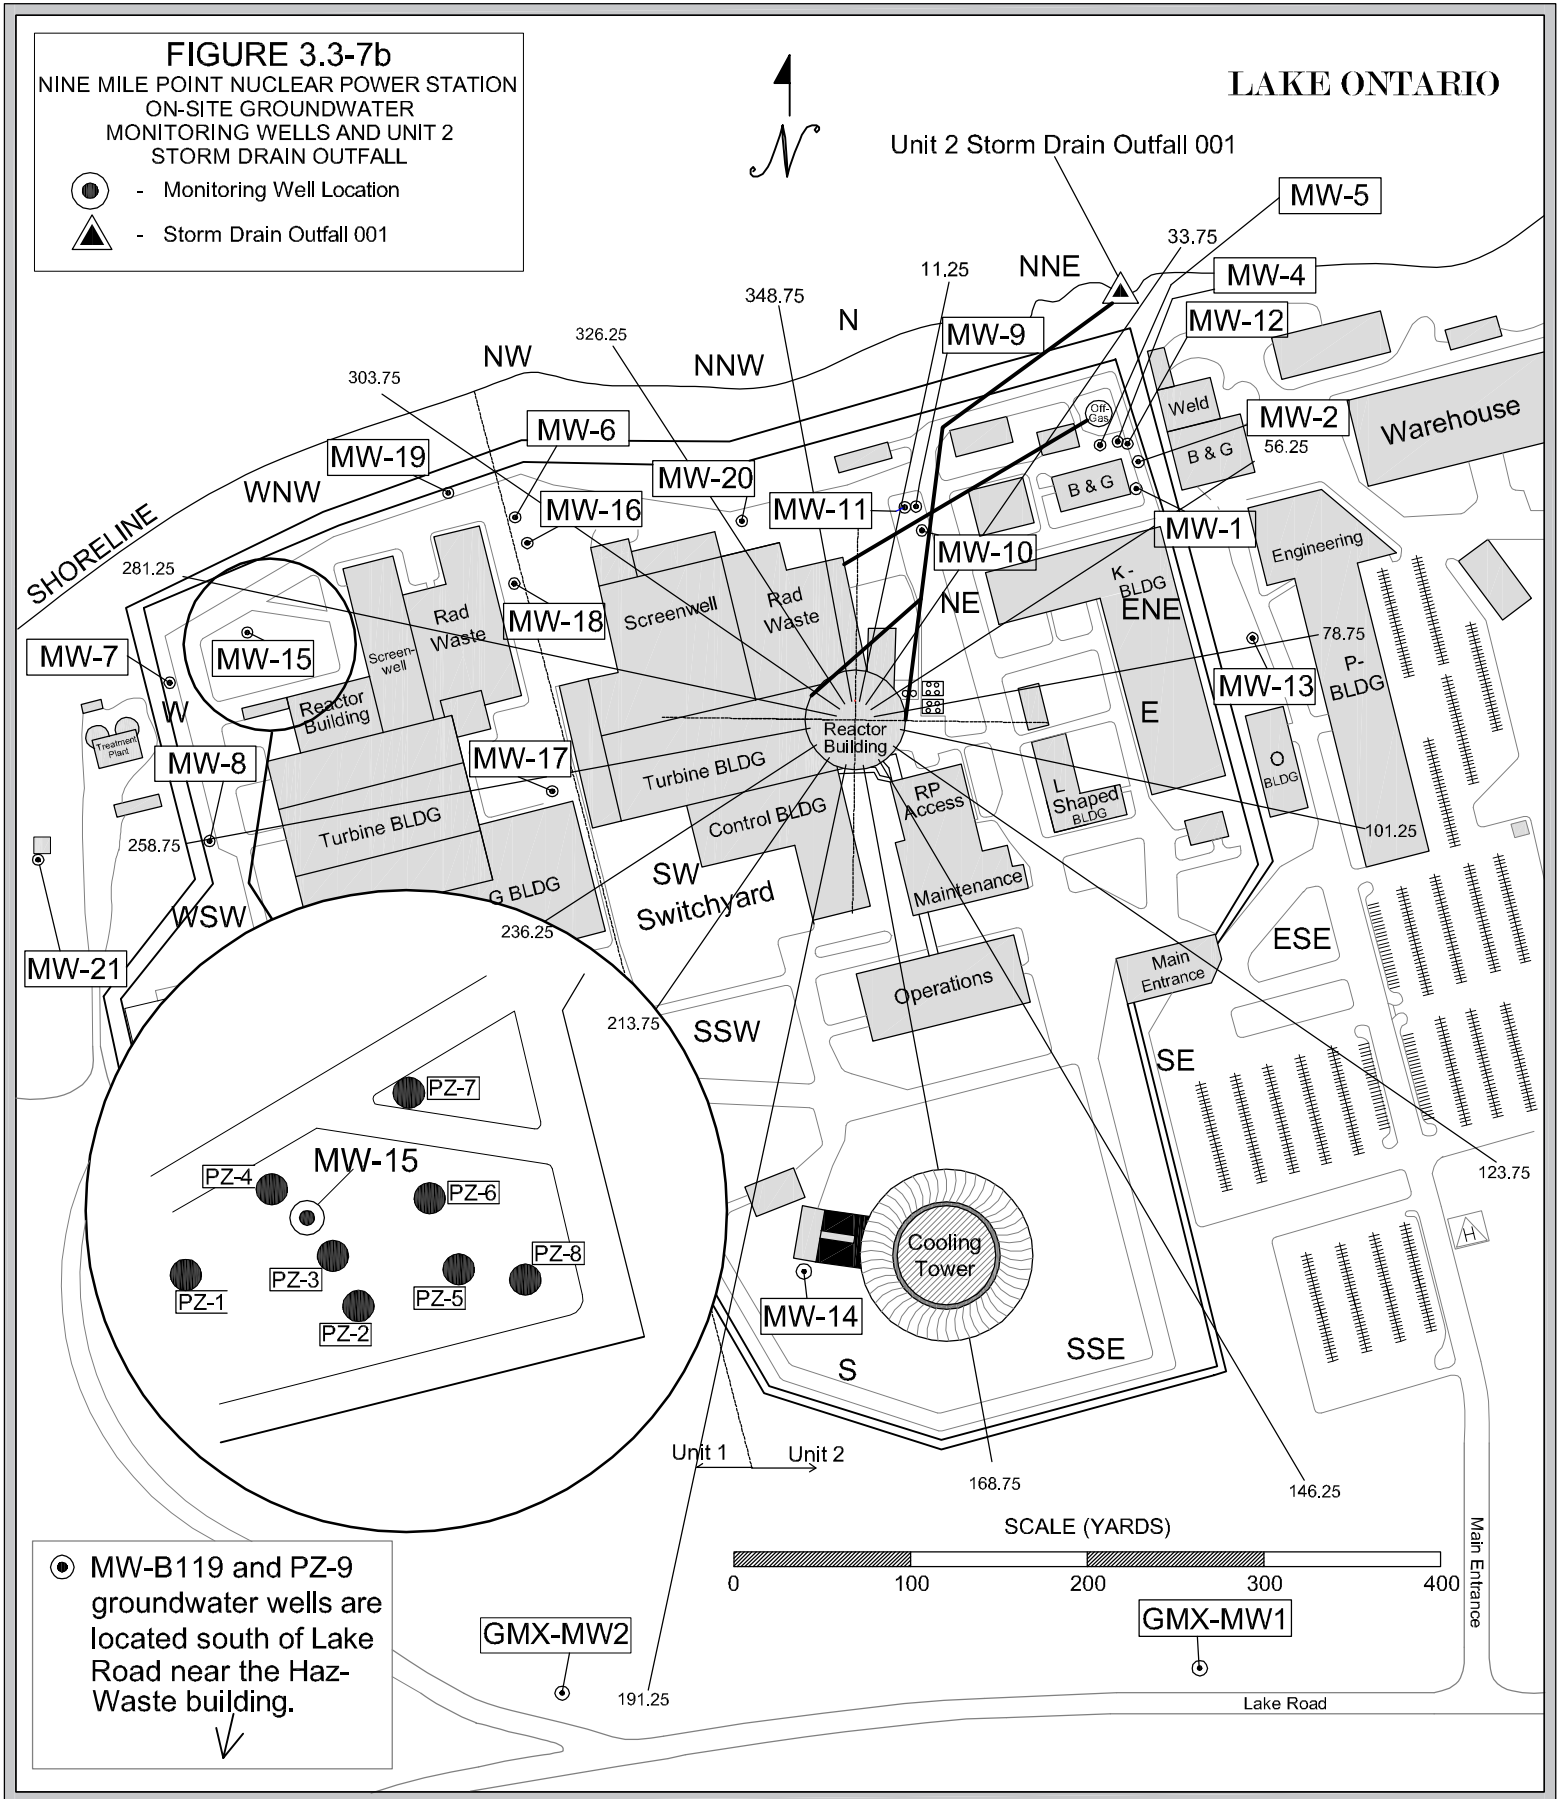 FIGURE 3.3-7b
NINE MILE POINT NUCLEAR POWER STATION
ON-SITE GROUNDWATER
MONITORING WELLS AND UNIT 2
STORM DRAIN OUTFALL
- Monitoring Well Location
- Storm Drain Outfall 001
N
LAKE ONTARIO
Unit 2 Storm Drain Outfall 001
MW-5
33.75
NNE
11.25
MW-4
348.75
N
MW-12
326.25
MW-9
NW
NNW
303.75
Off-
Gas
Weld
MW-2
Warehouse
MW-6
56.25
B & G
MW-19
MW-20
WNW
B & G
MW-16
MW-11
MW-1
SHORELINE
MW-10
Engineering
281.25
K-
BLDG
Rad
Waste
Screenwell
Rad
Waste
NE
ENE
MW-18
78.75
MW-7
MW-15
Screen-
well
P-
BLDG
MW-13
W
Reactor
Building
E
Treatment
Plant
Reactor
Building
MW-8
MW-17
Turbine BLDG
O
BLDG
RP
Access
L
Shaped
BLDG
Turbine BLDG
Control BLDG
101.25
258.75
SW
Maintenance
G BLDG
Switchyard
WSW
236.25
ESE
MW-21
Main
Entrance
Operations
213.75
SSW
SE
PZ-7
MW-15
PZ-4
PZ-6
123.75
H
Cooling
Tower
PZ-8
PZ-3
PZ-1
PZ-5
MW-14
PZ-2
SSE
S
Unit 1
Unit 2
168.75
146.25
SCALE (YARDS)
0
100
200
300
400
Main Entrance
MW-B119 and PZ-9
groundwater wells are
located south of Lake
Road near the Haz-
Waste building.
GMX-MW2
GMX-MW1
191.25
Lake Road